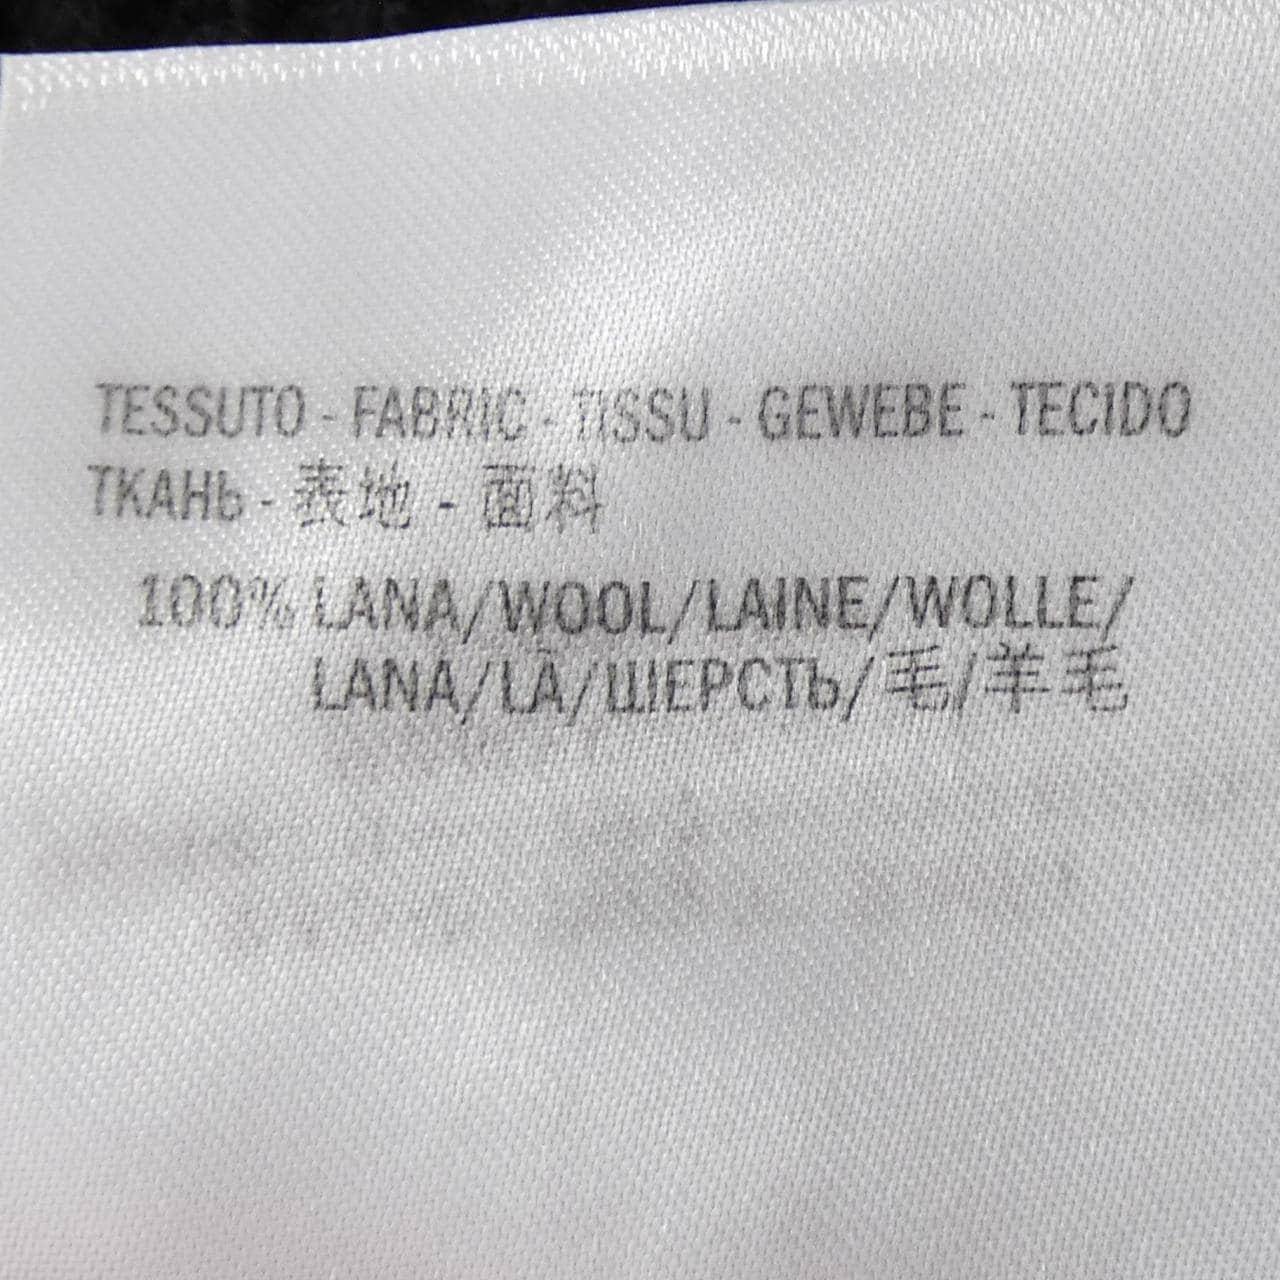 TESSUTO - FABRIC - TISSU - GEWEBE - TECIDO
ТКАНЬ - 表地 - 面料
100% LANA/WOOL/LAINE/WOLLE/
LANA/LÃ/ШЕРСТЬ/毛/羊毛